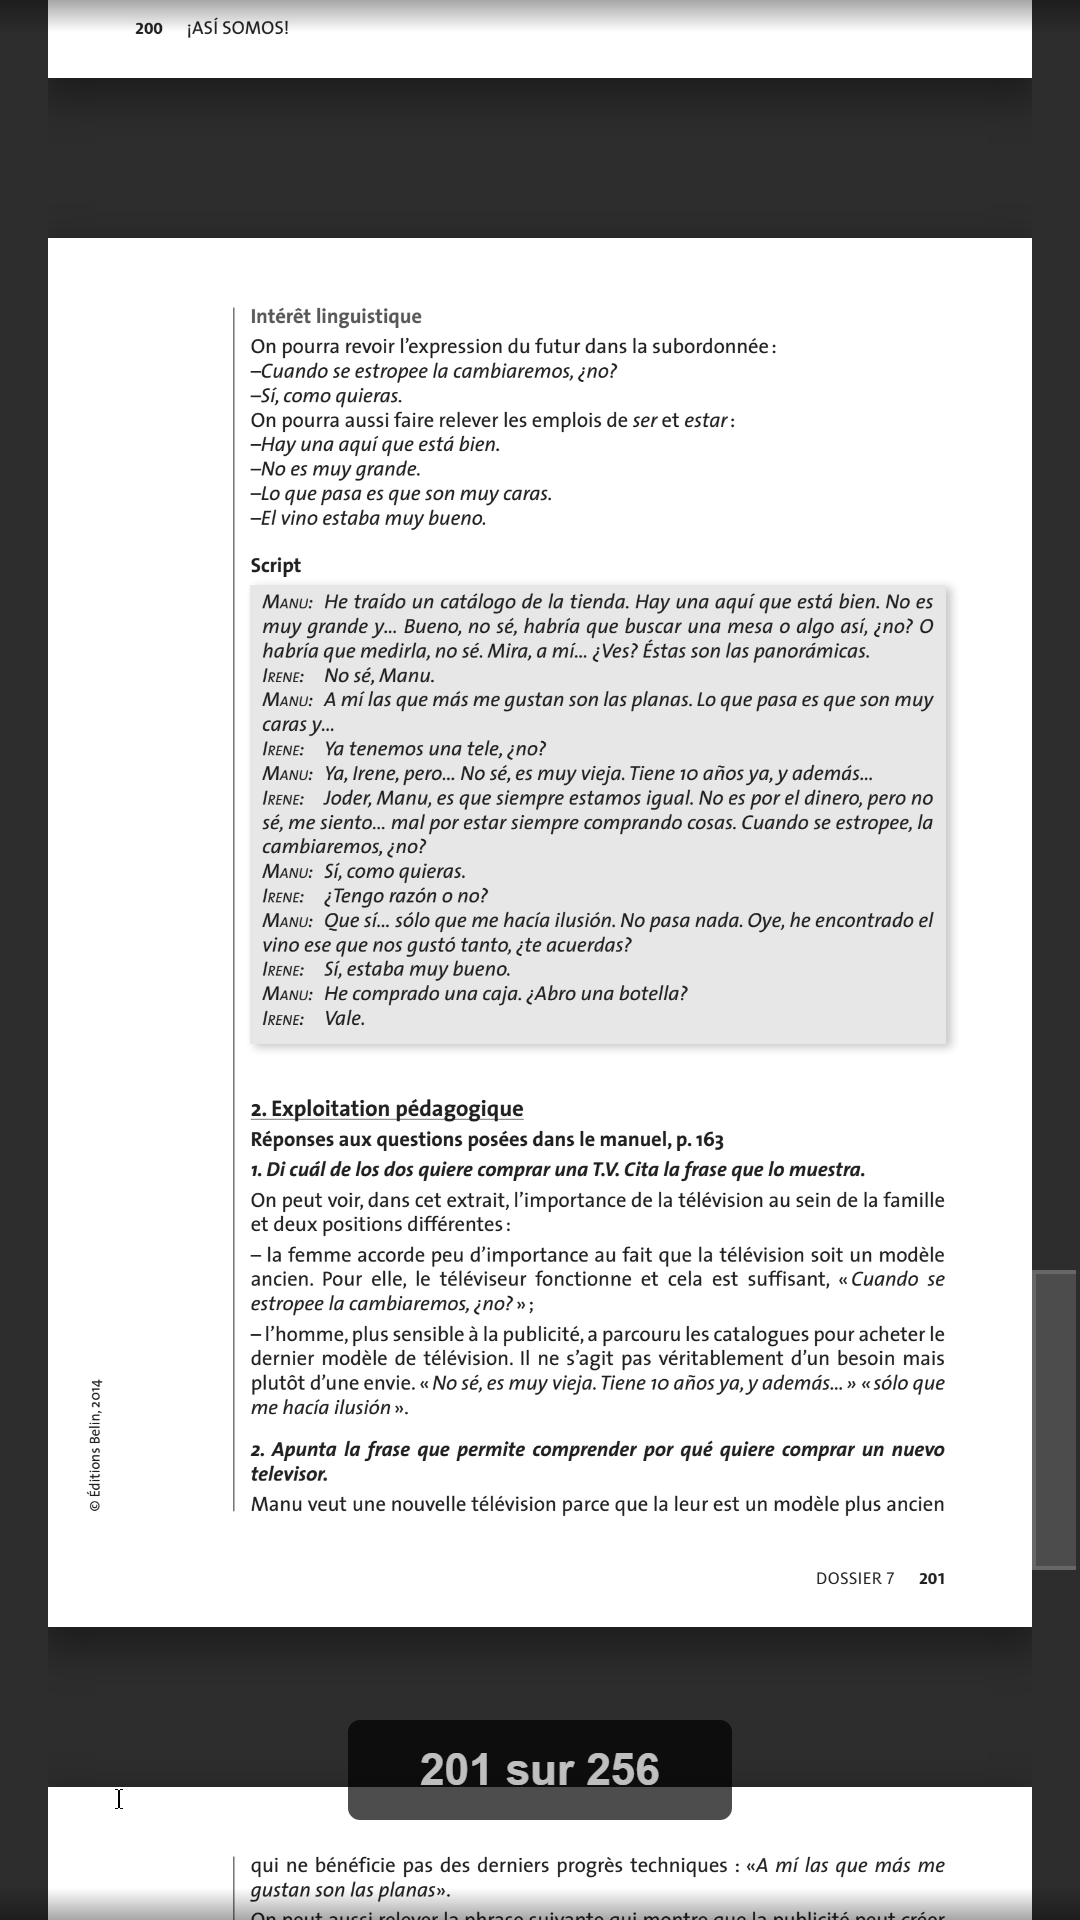 200 ¡ASÍ SOMOS!
Intérêt linguistique
On pourra revoir l’expression du futur dans la subordonnée :
–Cuando se estropee la cambiaremos, ¿no?
–Sí, como quieras.
On pourra aussi faire relever les emplois de ser et estar :
–Hay una aquí que está bien.
–No es muy grande.
–Lo que pasa es que son muy caras.
–El vino estaba muy bueno.
Script
MANU: He traído un catálogo de la tienda. Hay una aquí que está bien. No es
muy grande y... Bueno, no sé, habría que buscar una mesa o algo así, ¿no? O
habría que medirla, no sé. Mira, a mí... ¿Ves? Éstas son las panorámicas.
IRENE: No sé, Manu.
MANU: A mí las que más me gustan son las planas. Lo que pasa es que son muy
caras y...
IRENE: Ya tenemos una tele, ¿no?
MANU: Ya, Irene, pero... No sé, es muy vieja. Tiene 10 años ya, y además...
IRENE: Joder, Manu, es que siempre estamos igual. No es por el dinero, pero no
sé, me siento... mal por estar siempre comprando cosas. Cuando se estropee, la
cambiaremos, ¿no?
MANU: Sí, como quieras.
IRENE: ¿Tengo razón o no?
MANU: Que sí... sólo que me hacía ilusión. No pasa nada. Oye, he encontrado el
vino ese que nos gustó tanto, ¿te acuerdas?
IRENE: Sí, estaba muy bueno.
MANU: He comprado una caja. ¿Abro una botella?
IRENE: Vale.
2. Exploitation pédagogique
Réponses aux questions posées dans le manuel, p. 163
1. Di cuál de los dos quiere comprar una T.V. Cita la frase que lo muestra.
On peut voir, dans cet extrait, l’importance de la télévision au sein de la famille
et deux positions différentes :
– la femme accorde peu d’importance au fait que la télévision soit un modèle
ancien. Pour elle, le téléviseur fonctionne et cela est suffisant, « Cuando se
estropee la cambiaremos, ¿no? » ;
– l’homme, plus sensible à la publicité, a parcouru les catalogues pour acheter le
dernier modèle de télévision. Il ne s’agit pas véritablement d’un besoin mais
plutôt d’une envie. « No sé, es muy vieja. Tiene 10 años ya, y además... » « sólo que
me hacía ilusión ».
2. Apunta la frase que permite comprender por qué quiere comprar un nuevo
televisor.
Manu veut une nouvelle télévision parce que la leur est un modèle plus ancien
© Éditions Belin, 2014
DOSSIER 7 201
201 sur 256
qui ne bénéficie pas des derniers progrès techniques : «A mí las que más me
gustan son las planas».
On peut aussi relever la phrase suivante qui montre que la publicité peut créer